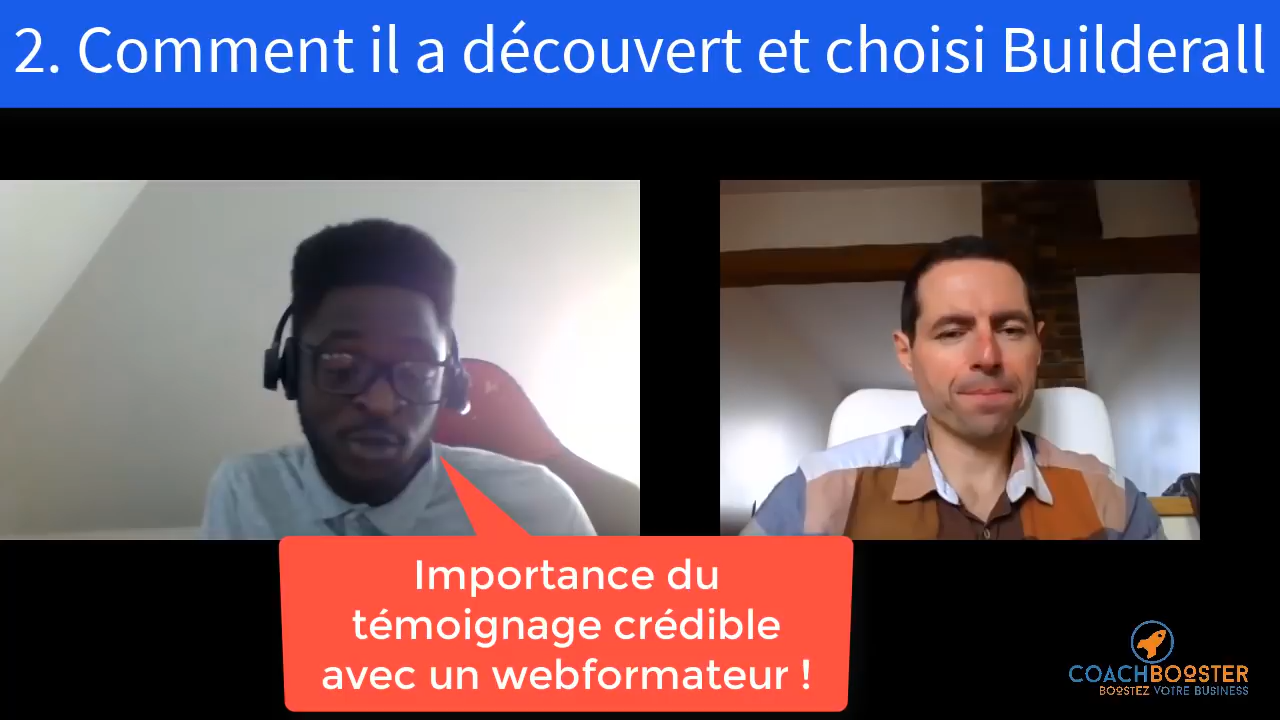 2. Comment il a découvert et choisi Builderall
Importance du
témoignage crédible
avec un webformateur !
COACHBOOSTER
BOOSTEZ VOTRE BUSINESS